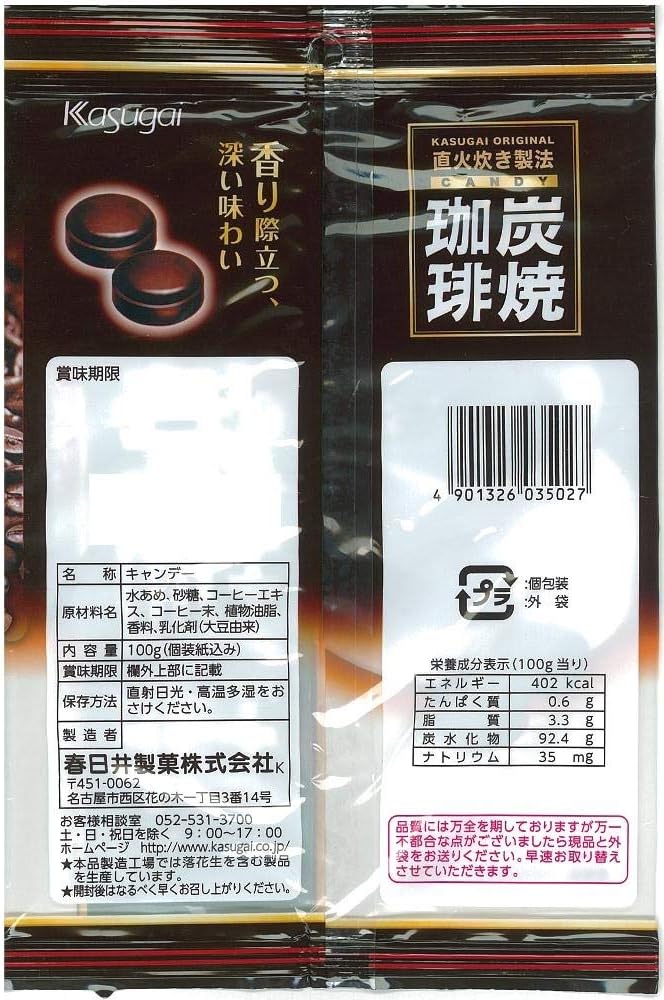 Kasugai
香り際立つ、
深い味わい
賞味期限
名 称 キャンデー
原材料名 水あめ、砂糖、コーヒーエキ
ス、コーヒー末、植物油脂、
香料、乳化剤(大豆由来)
内 容 量 100g(個装紙込み)
賞味期限 欄外上部に記載
保存方法 直射日光・高温多湿をお
さけください。
製 造 者
春日井製菓株式会社K
〒451-0062
名古屋市西区花の木一丁目3番14号
お客様相談室 052-531-3700
土・日・祝日を除く 9:00〜17:00
ホームページ http://www.kasugai.co.jp/
★本品製造工場では落花生を含む製品
を生産しています。
★開封後はなるべく早くお召し上がりください。
KASUGAI ORIGINAL
直火炊き製法
CANDY
炭焼
珈琲
4 901326 035027
プラ
:個包装
:外 袋
栄養成分表示(100g当り)
エネルギー 402 kcal
たんぱく質 0.6 g
脂 質 3.3 g
炭水化物 92.4 g
ナトリウム 35 mg
品質には万全を期しておりますが万一
不都合な点がございましたら現品と外
袋をお送りください。早速お取り替え
させていただきます。